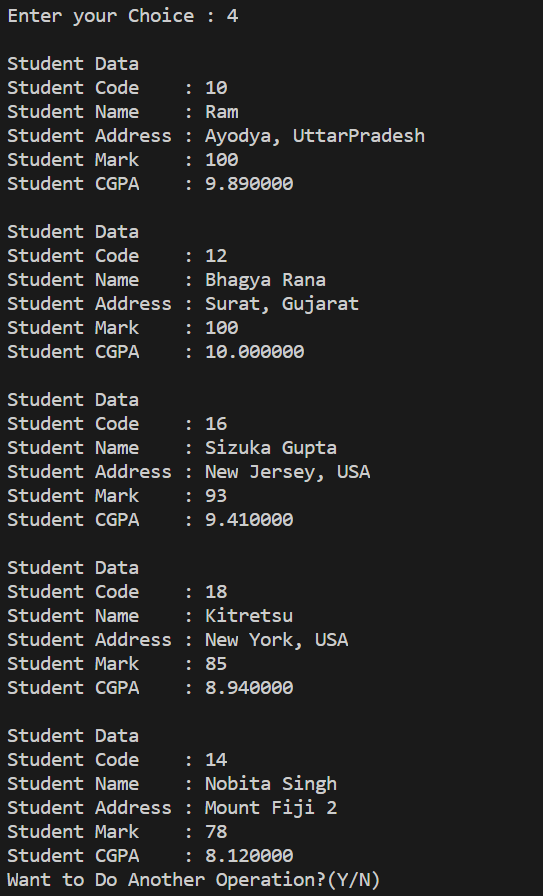 Enter your Choice : 4
Student Data
Student Code    : 10
Student Name    : Ram
Student Address : Ayodya, UttarPradesh
Student Mark    : 100
Student CGPA    : 9.890000
Student Data
Student Code    : 12
Student Name    : Bhagya Rana
Student Address : Surat, Gujarat
Student Mark    : 100
Student CGPA    : 10.000000
Student Data
Student Code    : 16
Student Name    : Sizuka Gupta
Student Address : New Jersey, USA
Student Mark    : 93
Student CGPA    : 9.410000
Student Data
Student Code    : 18
Student Name    : Kitretsu
Student Address : New York, USA
Student Mark    : 85
Student CGPA    : 8.940000
Student Data
Student Code    : 14
Student Name    : Nobita Singh
Student Address : Mount Fiji 2
Student Mark    : 78
Student CGPA    : 8.120000
Want to Do Another Operation?(Y/N)